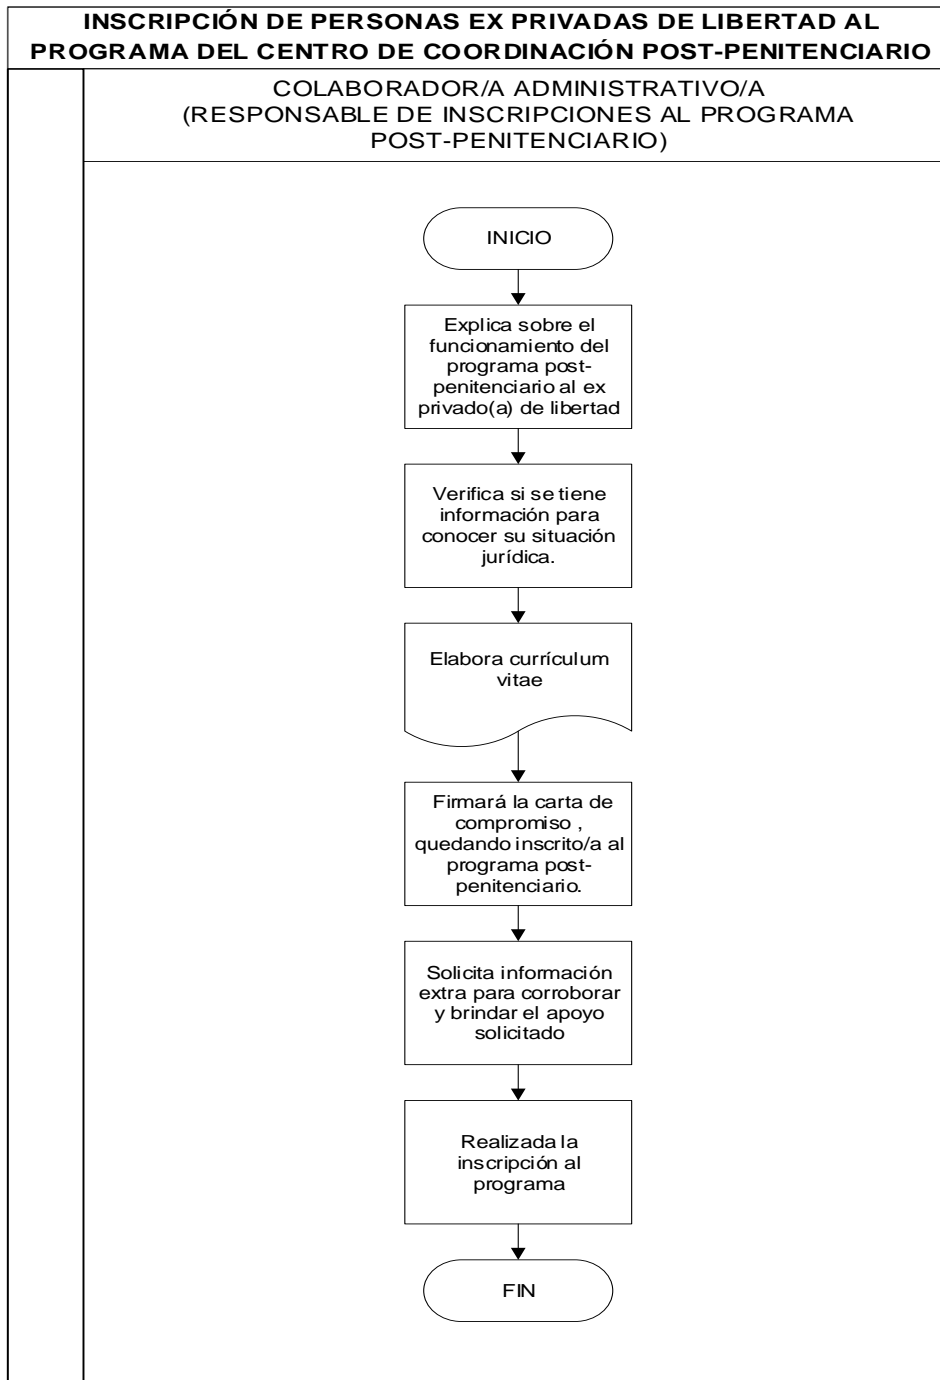 INSCRIPCIÓN DE PERSONAS EX PRIVADAS DE LIBERTAD AL
PROGRAMA DEL CENTRO DE COORDINACIÓN POST-PENITENCIARIO
COLABORADOR/A ADMINISTRATIVO/A
(RESPONSABLE DE INSCRIPCIONES AL PROGRAMA
POST-PENITENCIARIO)
INICIO
Explica sobre el
funcionamiento del
programa post-
penitenciario al ex
privado(a) de libertad
Verifica si se tiene
información para
conocer su situación
jurídica.
Elabora currículum
vitae
Firmará la carta de
compromiso ,
quedando inscrito/a al
programa post-
penitenciario.
Solicita información
extra para corroborar
y brindar el apoyo
solicitado
Realizada la
inscripción al
programa
FIN